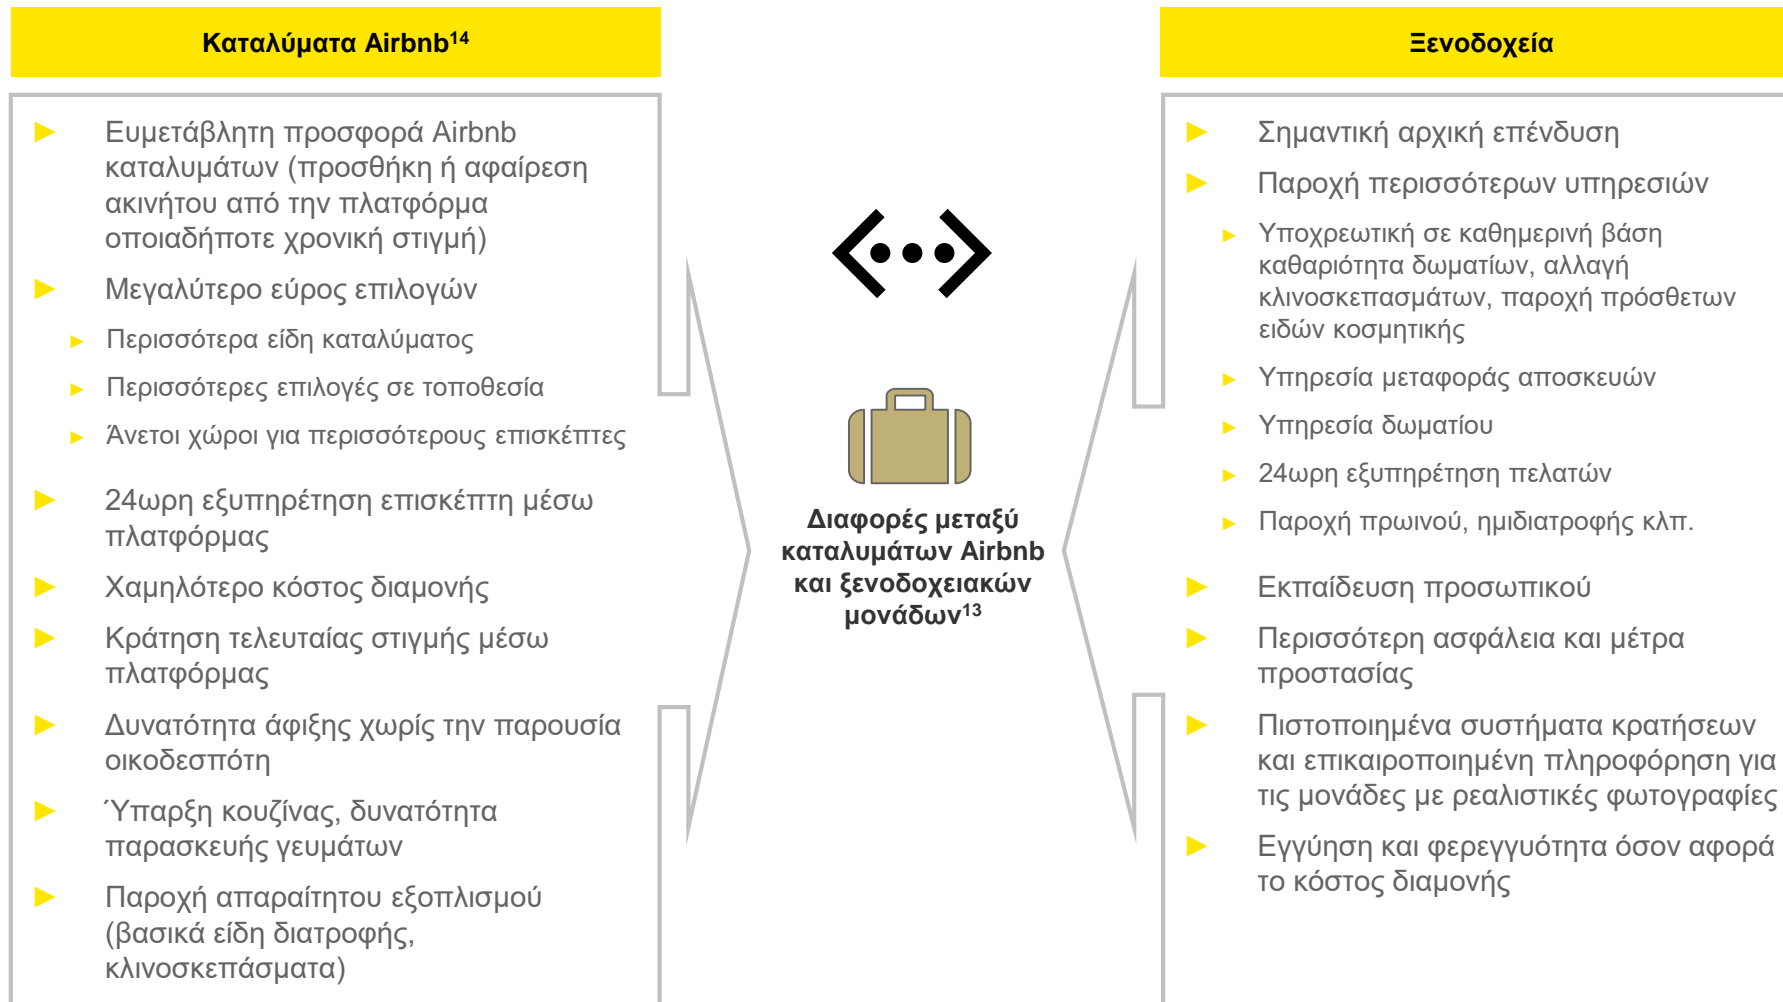 Καταλύματα Airbnb14
Ευμετάβλητη προσφορά Airbnb
καταλυμάτων (προσθήκη ή αφαίρεση
ακινήτου από την πλατφόρμα
οποιαδήποτε χρονική στιγμή)
Μεγαλύτερο εύρος επιλογών
Περισσότερα είδη καταλύματος
Περισσότερες επιλογές σε τοποθεσία
Άνετοι χώροι για περισσότερους επισκέπτες
24ωρη εξυπηρέτηση επισκέπτη μέσω
πλατφόρμας
Χαμηλότερο κόστος διαμονής
Κράτηση τελευταίας στιγμής μέσω
πλατφόρμας
Δυνατότητα άφιξης χωρίς την παρουσία
οικοδεσπότη
Ύπαρξη κουζίνας, δυνατότητα
παρασκευής γευμάτων
Παροχή απαραίτητου εξοπλισμού
(βασικά είδη διατροφής,
κλινοσκεπάσματα)
Διαφορές μεταξύ
καταλυμάτων Airbnb
και ξενοδοχειακών
μονάδων13
Ξενοδοχεία
Σημαντική αρχική επένδυση
Παροχή περισσότερων υπηρεσιών
Υποχρεωτική σε καθημερινή βάση
καθαριότητα δωματίων, αλλαγή
κλινοσκεπασμάτων, παροχή πρόσθετων
ειδών κοσμητικής
Υπηρεσία μεταφοράς αποσκευών
Υπηρεσία δωματίου
24ωρη εξυπηρέτηση πελατών
Παροχή πρωινού, ημιδιατροφής κλπ.
Εκπαίδευση προσωπικού
Περισσότερη ασφάλεια και μέτρα
προστασίας
Πιστοποιημένα συστήματα κρατήσεων
και επικαιροποιημένη πληροφόρηση για
τις μονάδες με ρεαλιστικές φωτογραφίες
Εγγύηση και φερεγγυότητα όσον αφορά
το κόστος διαμονής